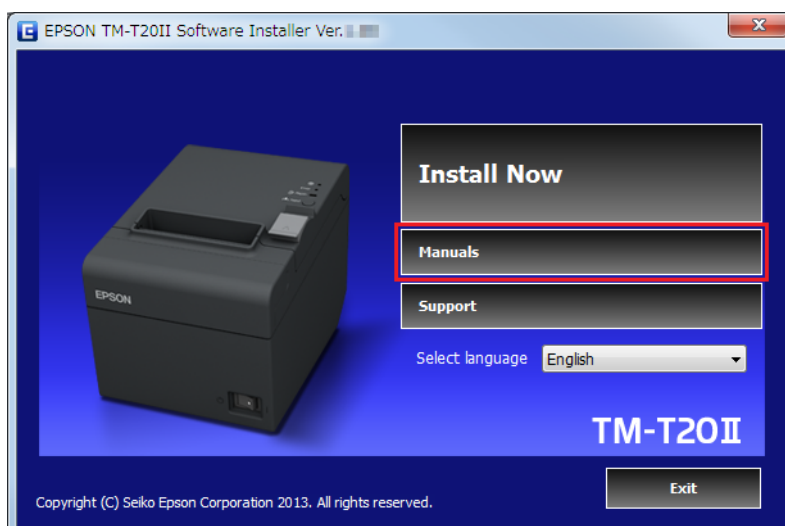 EPSON TM-T20II Software Installer Ver.
Install Now
Manuals
EPSON
Support
Select language English
TM-T20II
Exit
Copyright (C) Seiko Epson Corporation 2013. All rights reserved.